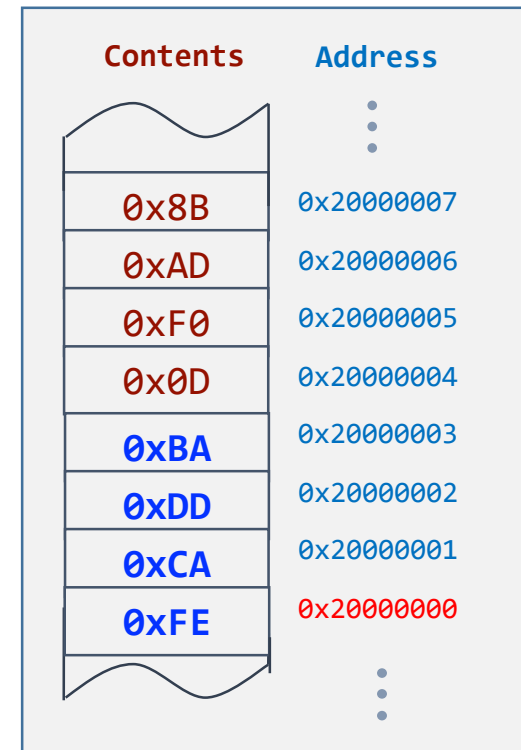 Contents Address
0x8B 0x20000007
0xAD 0x20000006
0xF0 0x20000005
0x0D 0x20000004
0xBA 0x20000003
0xDD 0x20000002
0xCA 0x20000001
0xFE 0x20000000